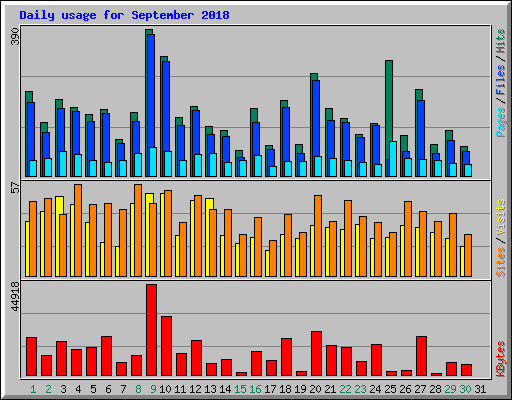 Daily usage for September 2018
390
Pages / Files / Hits
57
Sites / Visits
44918
KBytes
1 2 3 4 5 6 7 8 9 10 11 12 13 14 15 16 17 18 19 20 21 22 23 24 25 26 27 28 29 30 31